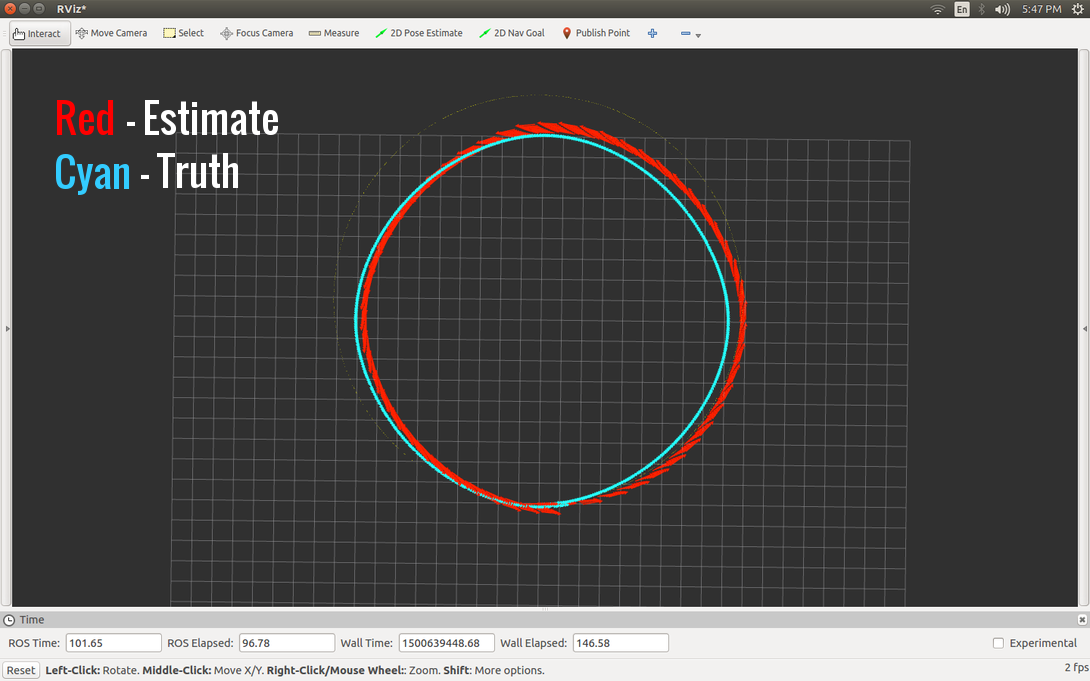 RViz*
En
5:47 PM
Interact
Move Camera
Select
Focus Camera
Measure
2D Pose Estimate
2D Nav Goal
Publish Point
Red - Estimate
Cyan - Truth
Time
ROS Time: 101.65 ROS Elapsed: 96.78 Wall Time: 1500639448.68 Wall Elapsed: 146.58 Experimental
Reset Left-Click: Rotate. Middle-Click: Move X/Y. Right-Click/Mouse Wheel:: Zoom. Shift: More options. 2 fps